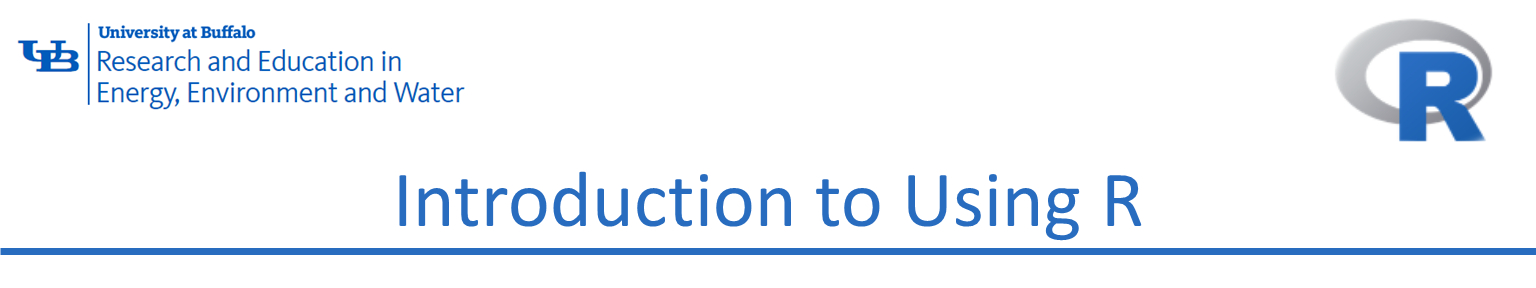 UB
University at Buffalo
Research and Education in
Energy, Environment and Water
R
Introduction to Using R